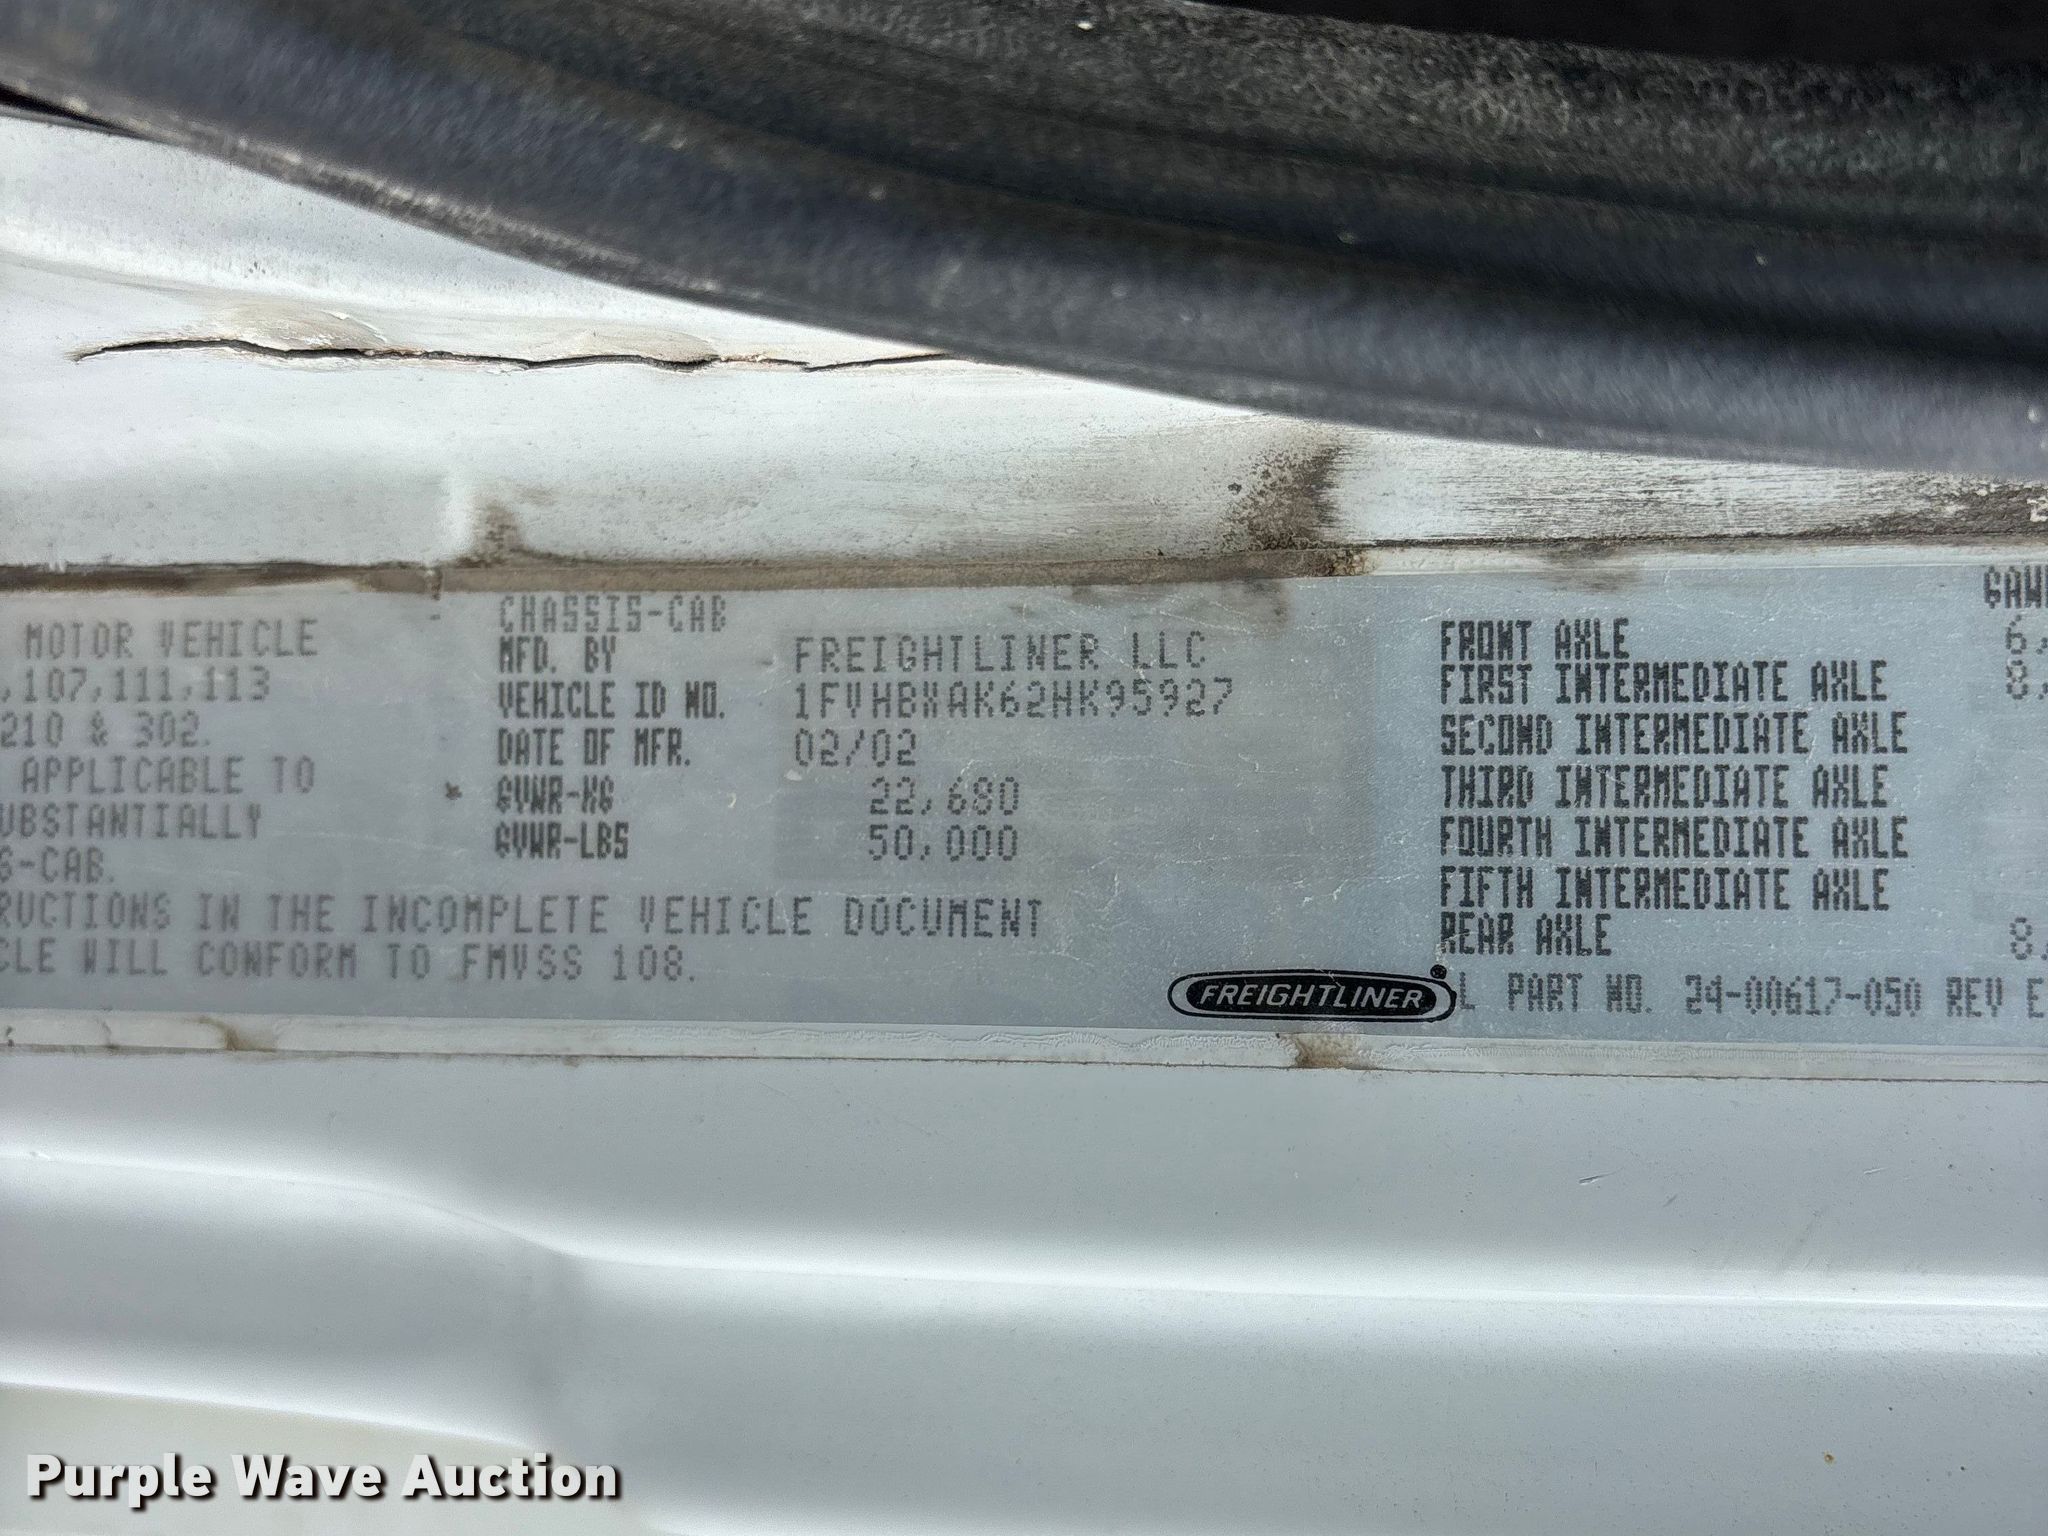 MOTOR VEHICLE
,107,111,113
210 & 302.
APPLICABLE TO
UBSTANTIALLY
G-CAB.
RUCTIONS IN THE INCOMPLETE VEHICLE DOCUMENT
CLE WILL CONFORM TO FMVSS 108.
CHASSIS-CAB
MFD. BY FREIGHTLINER LLC
VEHICLE ID NO. 1FVHBXAK62HK95927
DATE OF MFR. 02/02
GVWR-KG 22,680
GVWR-LBS 50,000
GAW
FRONT AXLE 6,
FIRST INTERMEDIATE AXLE 8,
SECOND INTERMEDIATE AXLE
THIRD INTERMEDIATE AXLE
FOURTH INTERMEDIATE AXLE
FIFTH INTERMEDIATE AXLE
REAR AXLE 8,
FREIGHTLINER®
L PART NO. 24-00617-050 REV E
Purple Wave Auction